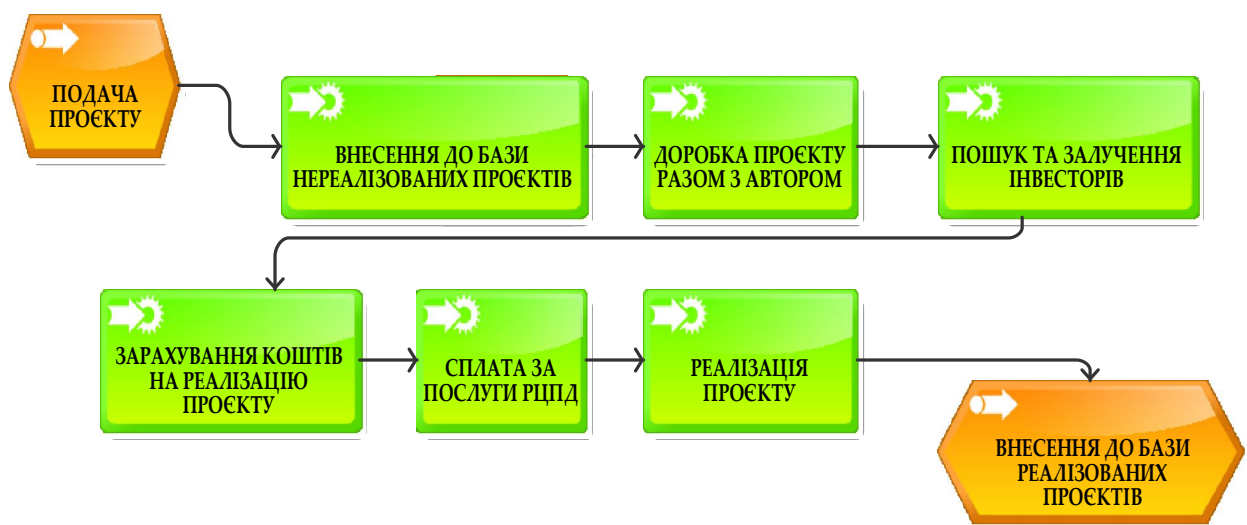 ПОДАЧА
ПРОЄКТУ
ВНЕСЕННЯ ДО БАЗИ
НЕРЕАЛІЗОВАНИХ ПРОЄКТІВ
ДОРОБКА ПРОЄКТУ
РАЗОМ З АВТОРОМ
ПОШУК ТА ЗАЛУЧЕННЯ
ІНВЕСТОРІВ
ЗАРАХУВАННЯ КОШТІВ
НА РЕАЛІЗАЦІЮ
ПРОЄКТУ
СПЛАТА ЗА
ПОСЛУГИ РЦПД
РЕАЛІЗАЦІЯ
ПРОЄКТУ
ВНЕСЕННЯ ДО БАЗИ
РЕАЛІЗОВАНИХ
ПРОЄКТІВ